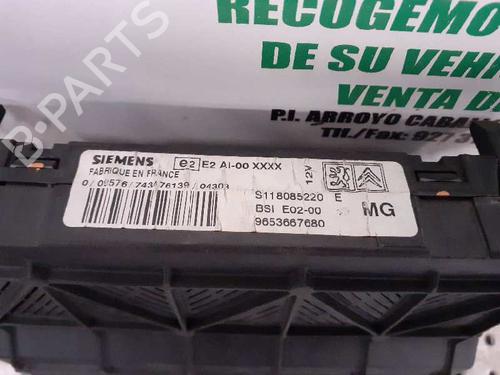 RECOGEMO
DE SU VEH
VENTA D
P.I. ARROYO CABA
Tlf./Fax: 927
B-PARTS
SIEMENS e2 E2 AI-00 XXXX
FABRIQUE EN FRANCE
12V
S118085220 E
BSI E02-00 MG
9653667680